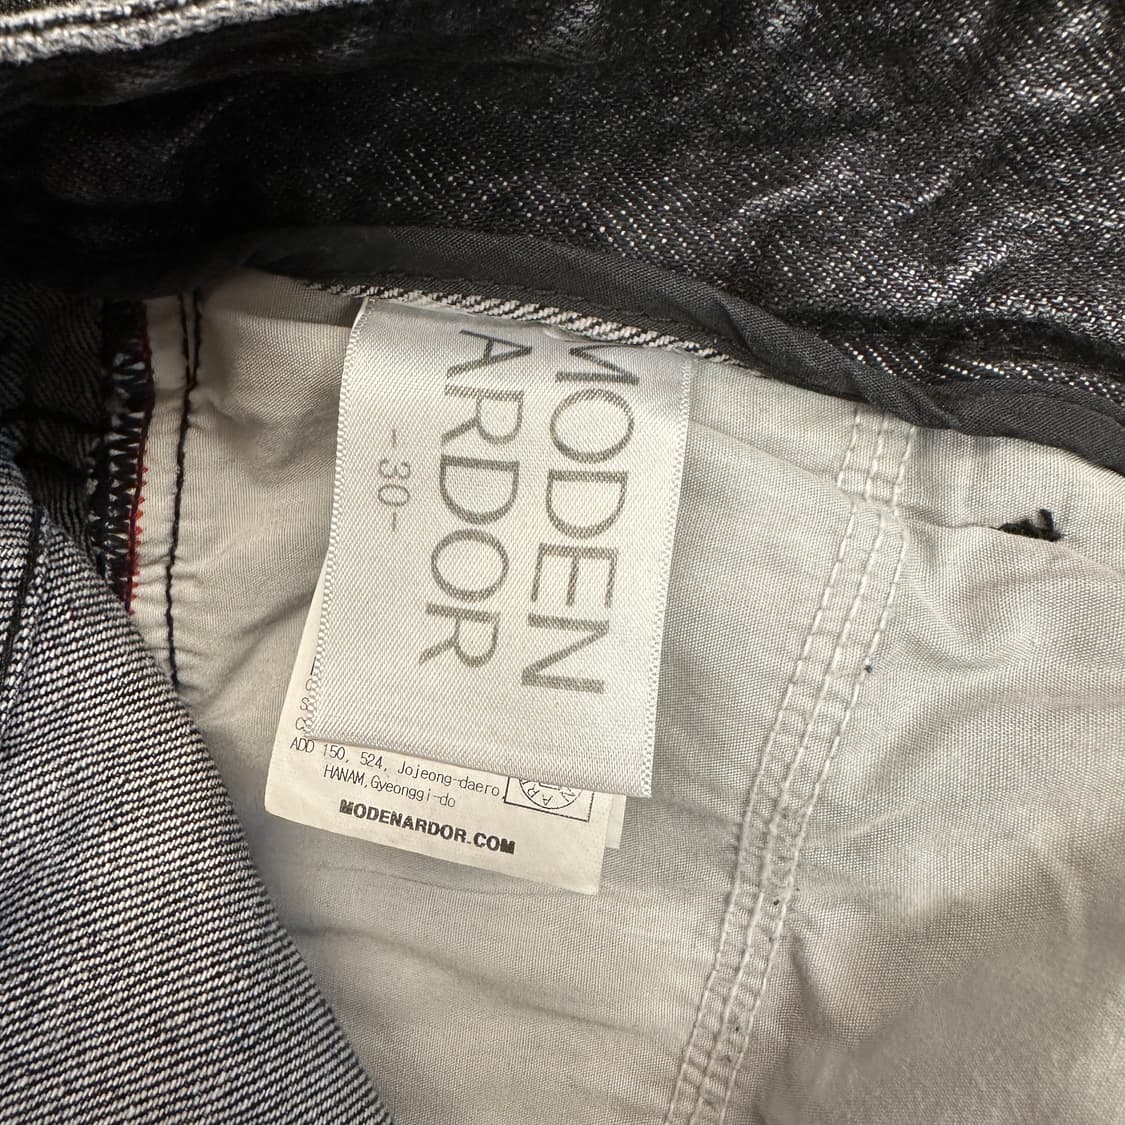 MODEN
ARDOR
-30-
ADD 150, 524, Jojeong-daero,
HANAM, Gyeonggi-do
MODENARDOR.COM